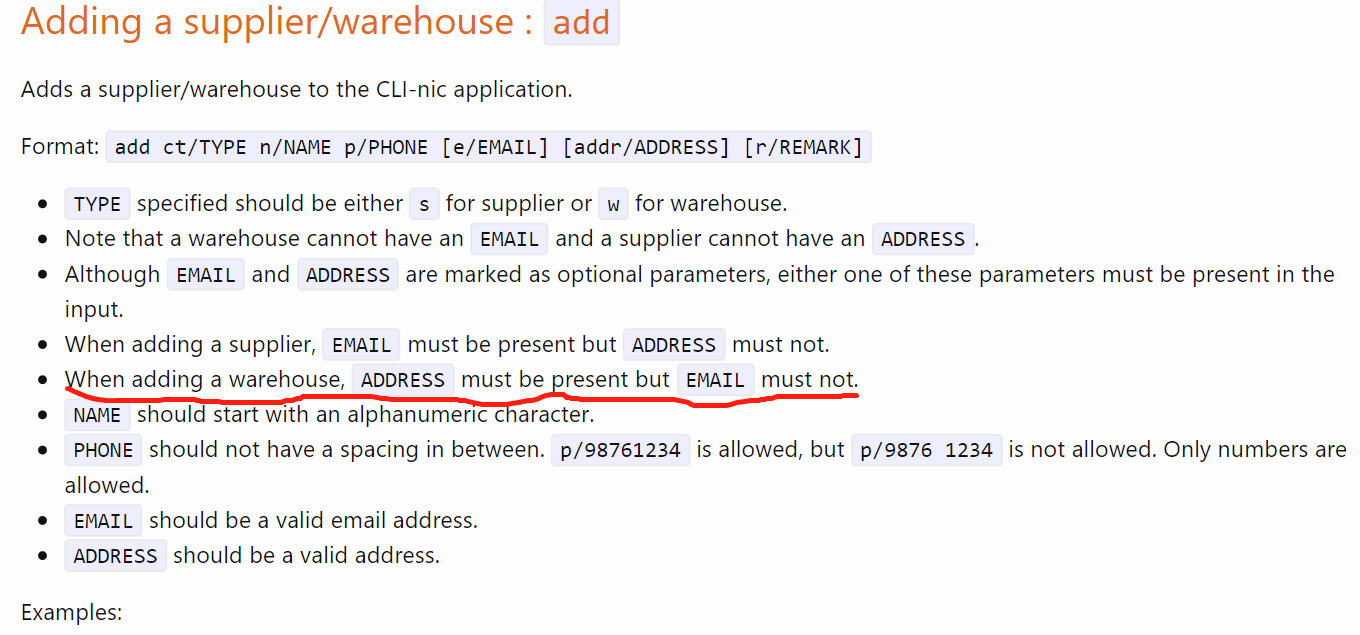 Adding a supplier/warehouse : add
Adds a supplier/warehouse to the CLI-nic application.
Format: add ct/TYPE n/NAME p/PHONE [e/EMAIL] [addr/ADDRESS] [r/REMARK]
• TYPE specified should be either s for supplier or w for warehouse.
• Note that a warehouse cannot have an EMAIL and a supplier cannot have an ADDRESS .
• Although EMAIL and ADDRESS are marked as optional parameters, either one of these parameters must be present in the
input.
• When adding a supplier, EMAIL must be present but ADDRESS must not.
• When adding a warehouse, ADDRESS must be present but EMAIL must not.
• NAME should start with an alphanumeric character.
• PHONE should not have a spacing in between. p/98761234 is allowed, but p/9876 1234 is not allowed. Only numbers are
allowed.
• EMAIL should be a valid email address.
• ADDRESS should be a valid address.
Examples: